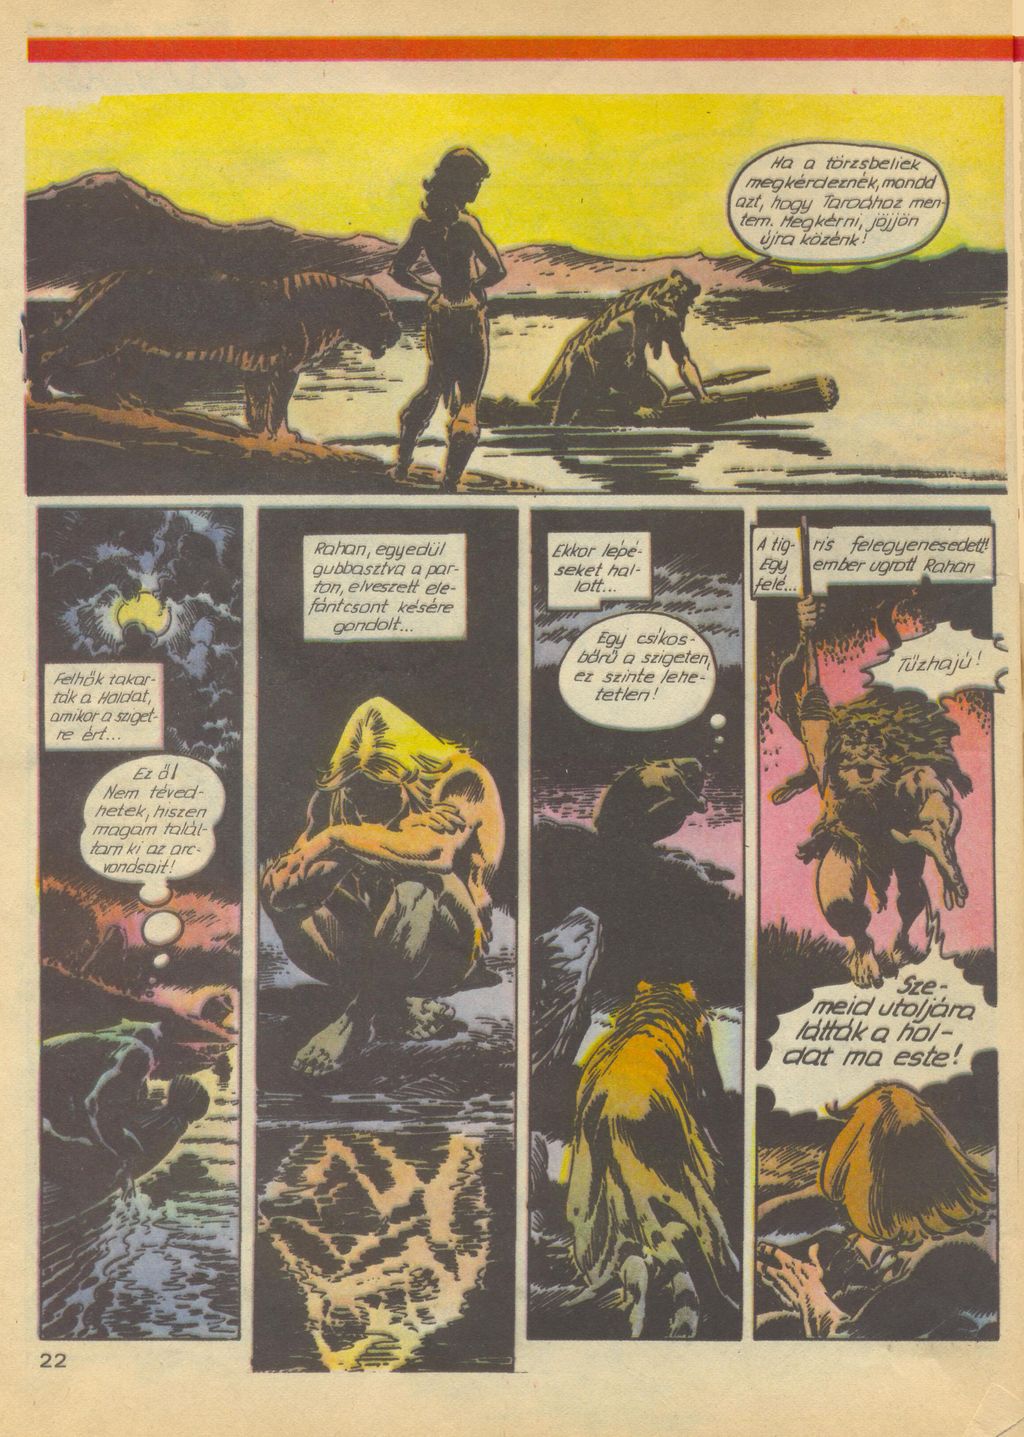 Ha a törzsbeliek
megkérdeznék, mondd
azt, hogy Taroához men-
tem. Megkérni, jöjjön
újra közénk!
Felhők takar-
ták a Holdat,
amikor a sziget-
re ért...
Ez ő!
Nem téved-
hetek, hiszen
magam talál-
tam ki az arc-
vonásait!
Rahan, egyedül
gubbasztva a par-
ton, elveszett ele-
fántcsont késére
gondolt...
Ekkor lépé-
seket hal-
lott...
Egy csíkos-
bőrű a szigeten,
ez szinte lehe-
tetlen!
A tig-ris felegyenesedett!
Egy ember ugrott Rahan
felé...
Tűzhajú!
Sze-
meid utoljára
látták a hol-
dat ma este!
22